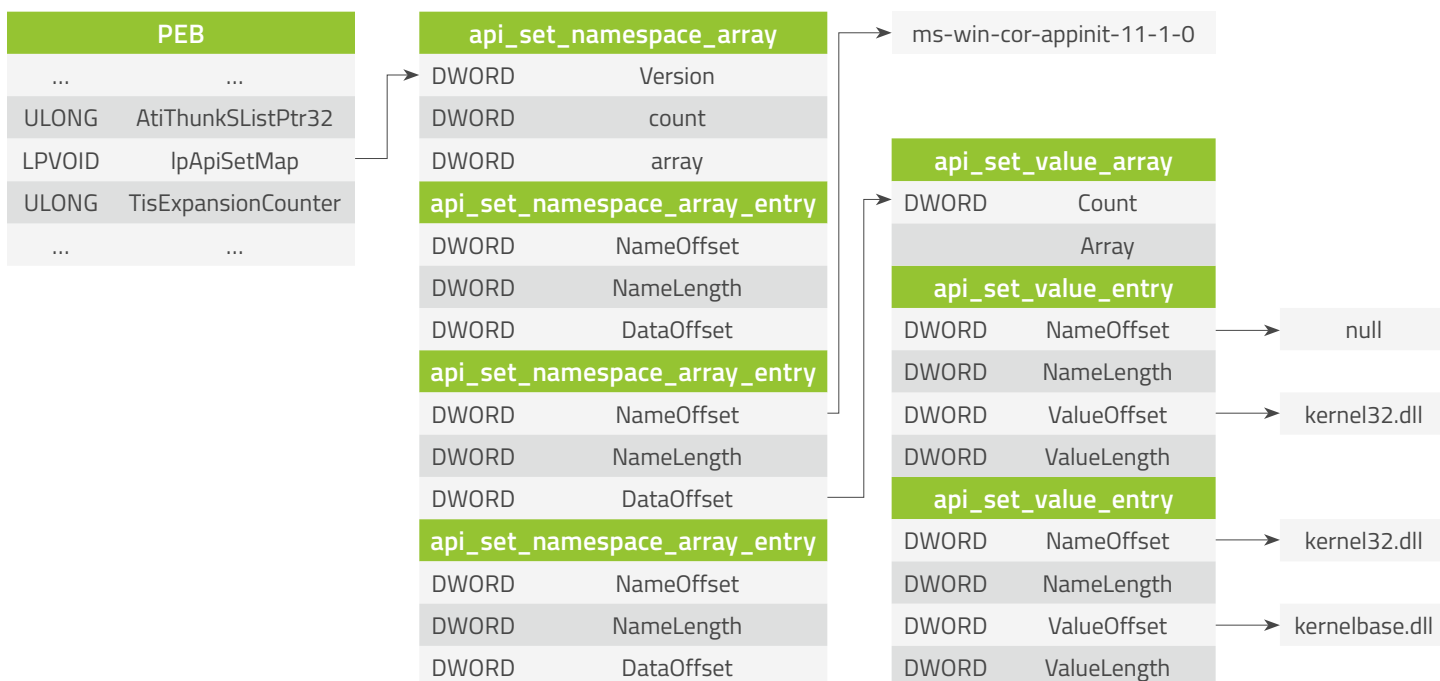 PEB
... ...
ULONG AtiThunkSListPtr32
LPVOID lpApiSetMap
ULONG TisExpansionCounter
... ...
api_set_namespace_array
DWORD Version
DWORD count
DWORD array
api_set_namespace_array_entry
DWORD NameOffset
DWORD NameLength
DWORD DataOffset
api_set_namespace_array_entry
DWORD NameOffset
DWORD NameLength
DWORD DataOffset
api_set_namespace_array_entry
DWORD NameOffset
DWORD NameLength
DWORD DataOffset
ms-win-cor-appinit-11-1-0
api_set_value_array
DWORD Count
Array
api_set_value_entry
DWORD NameOffset
DWORD NameLength
DWORD ValueOffset
DWORD ValueLength
api_set_value_entry
DWORD NameOffset
DWORD NameLength
DWORD ValueOffset
DWORD ValueLength
null
kernel32.dll
kernel32.dll
kernelbase.dll